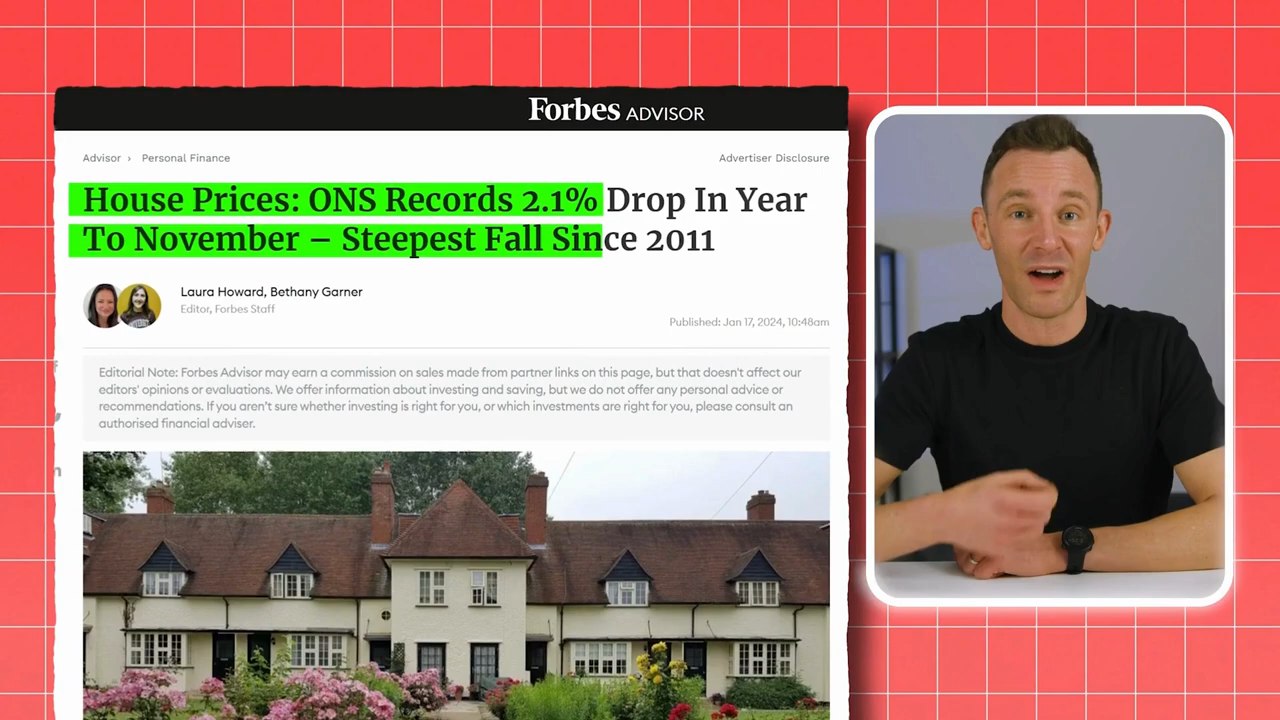 Forbes ADVISOR
Advisor › Personal Finance
Advertiser Disclosure
House Prices: ONS Records 2.1% Drop In Year
To November – Steepest Fall Since 2011
Laura Howard, Bethany Garner
Editor, Forbes Staff
Published: Jan 17, 2024, 10:48am
Editorial Note: Forbes Advisor may earn a commission on sales made from partner links on this page, but that doesn't affect our
editors' opinions or evaluations. We offer information about investing and saving, but we do not offer any personal advice or
recommendations. If you aren't sure whether investing is right for you, or which investments are right for you, please consult an
authorised financial adviser.